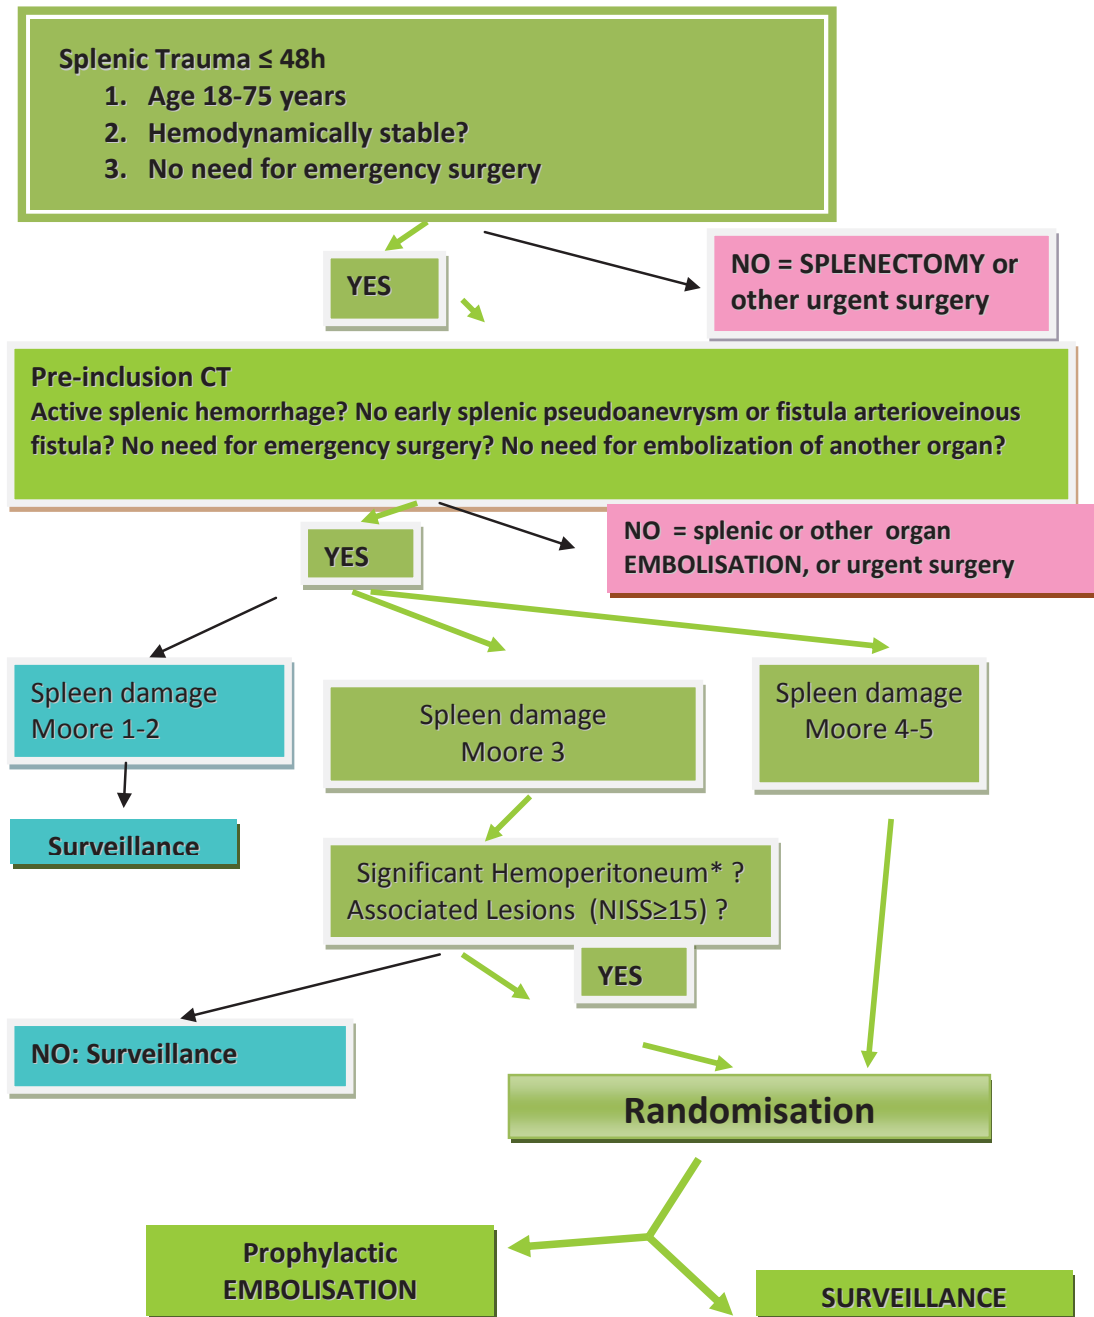 Splenic Trauma ≤ 48h
1. Age 18-75 years
2. Hemodynamically stable?
3. No need for emergency surgery
YES
NO = SPLENECTOMY or
other urgent surgery
Pre-inclusion CT
Active splenic hemorrhage? No early splenic pseudoanevrysm or fistula arterioveinous
fistula? No need for emergency surgery? No need for embolization of another organ?
YES
NO = splenic or other organ
EMBOLISATION, or urgent surgery
Spleen damage
Moore 1-2
Spleen damage
Moore 3
Spleen damage
Moore 4-5
Surveillance
Significant Hemoperitoneum* ?
Associated Lesions (NISS≥15) ?
YES
NO: Surveillance
Randomisation
Prophylactic
EMBOLISATION
SURVEILLANCE